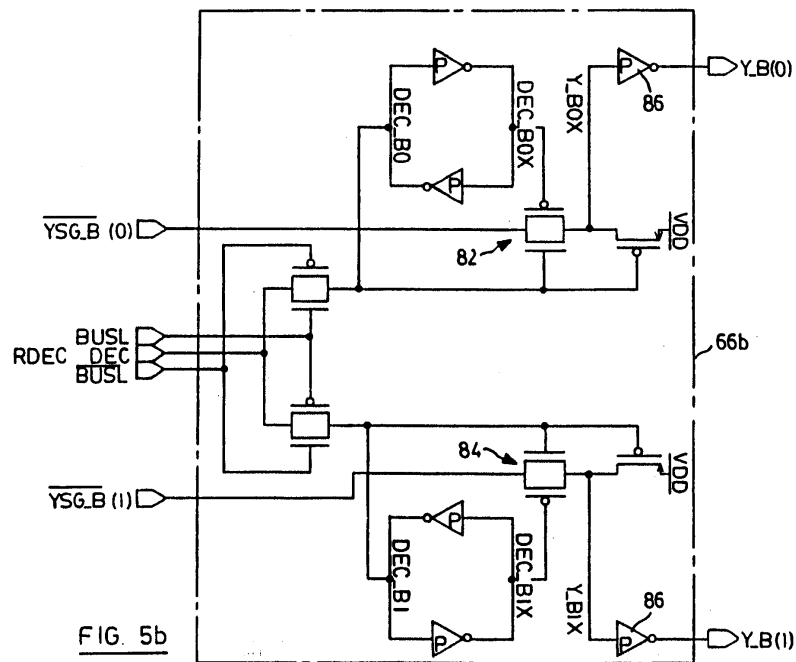 P
Y_B(0)
86
DEC_B0
DEC_B0X
Y_B0X
P
YSG_B (0)
82
VDD
BUSL
RDEC DEC
BUSL
66b
84
YSG_B (1)
VDD
P
DEC_B1
DEC_B1X
Y_B1X
86
P
P
Y_B(1)
P
FIG. 5b